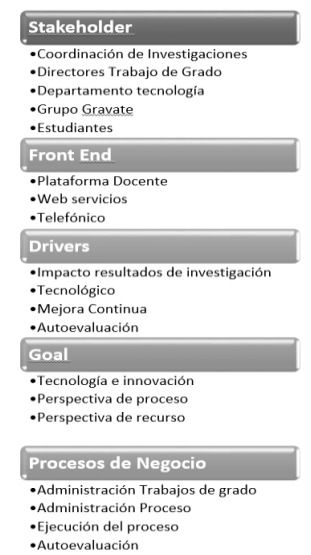 Stakeholder
•Coordinación de Investigaciones
•Directores Trabajo de Grado
•Departamento tecnología
•Grupo Gravate
•Estudiantes
Front End
•Plataforma Docente
•Web servicios
•Telefónico
Drivers
•Impacto resultados de investigación
•Tecnológico
•Mejora Continua
•Autoevaluación
Goal
•Tecnología e innovación
•Perspectiva de proceso
•Perspectiva de recurso
Procesos de Negocio
•Administración Trabajos de grado
•Administración Proceso
•Ejecución del proceso
•Autoevaluación